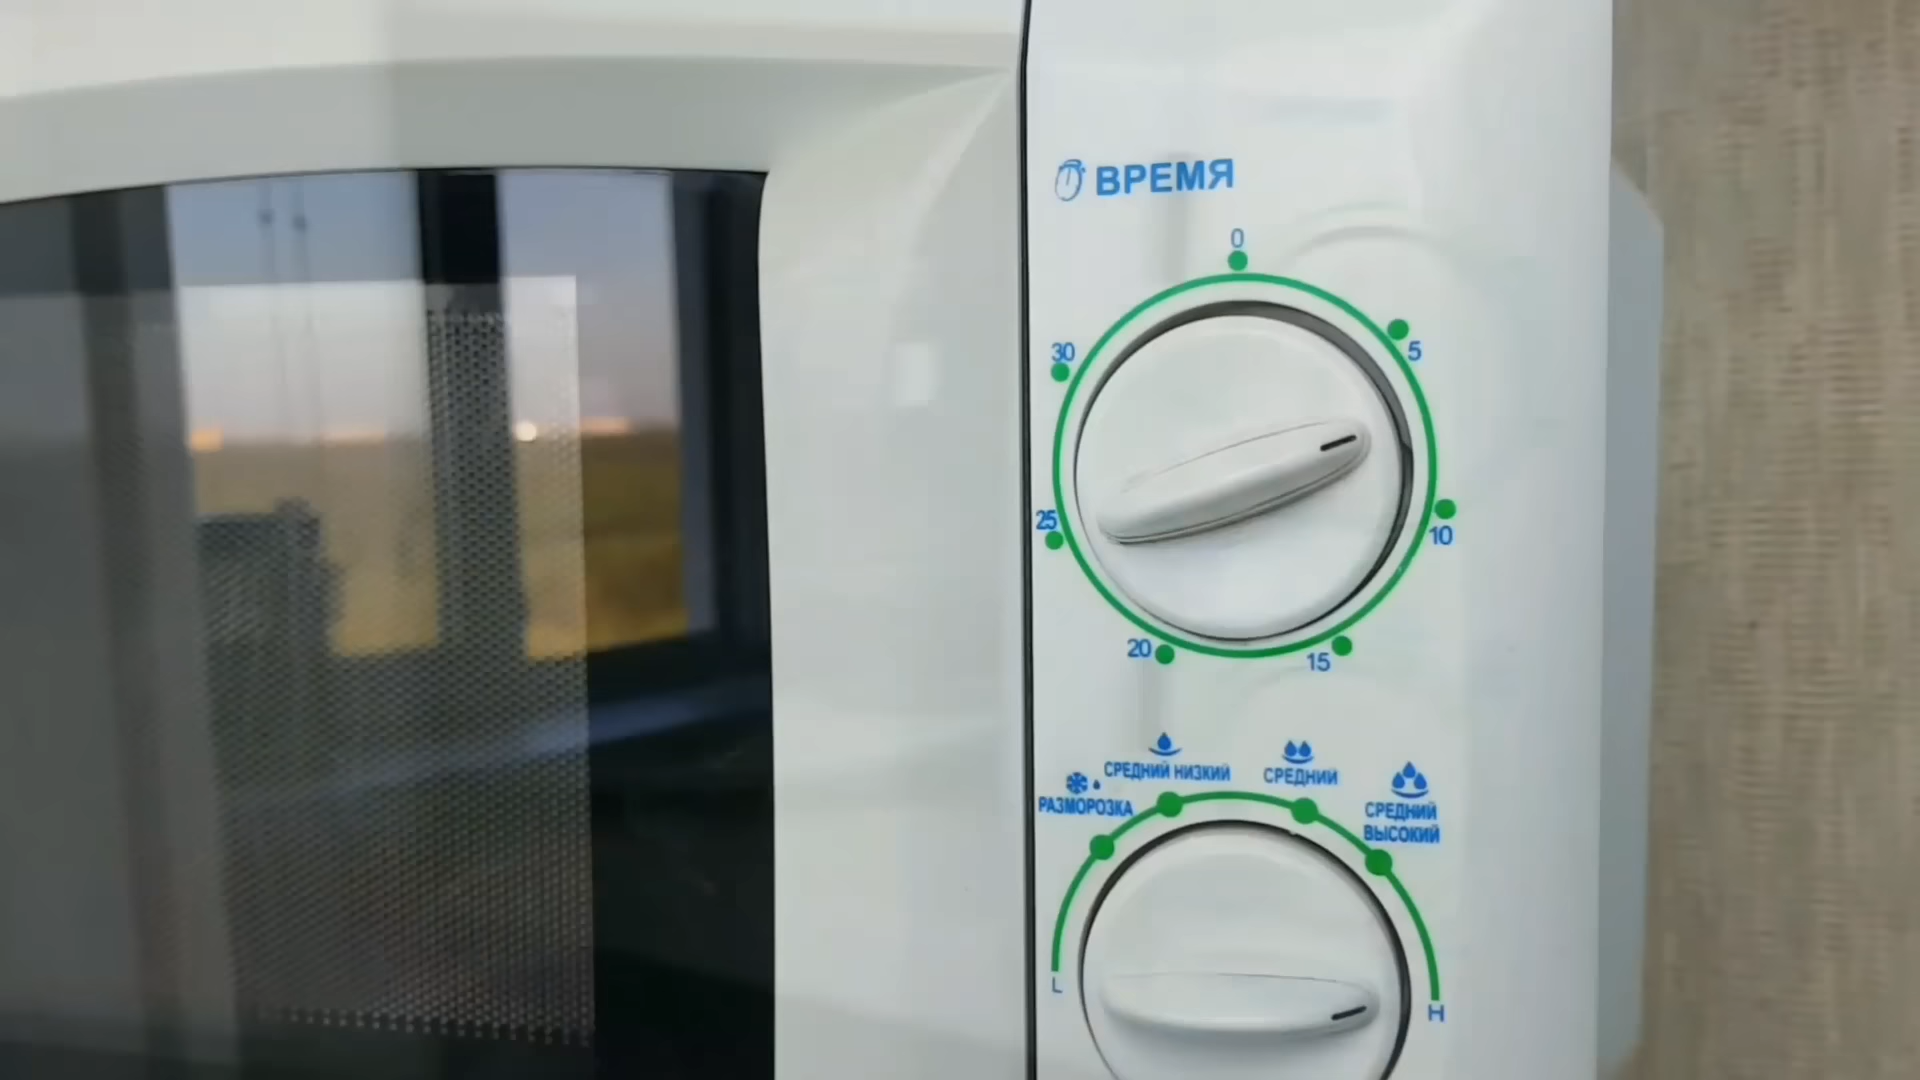 ВРЕМЯ
0
5
10
15
20
25
30
СРЕДНИЙ НИЗКИЙ
СРЕДНИЙ
РАЗМОРОЗКА
СРЕДНИЙ
ВЫСОКИЙ
L
H